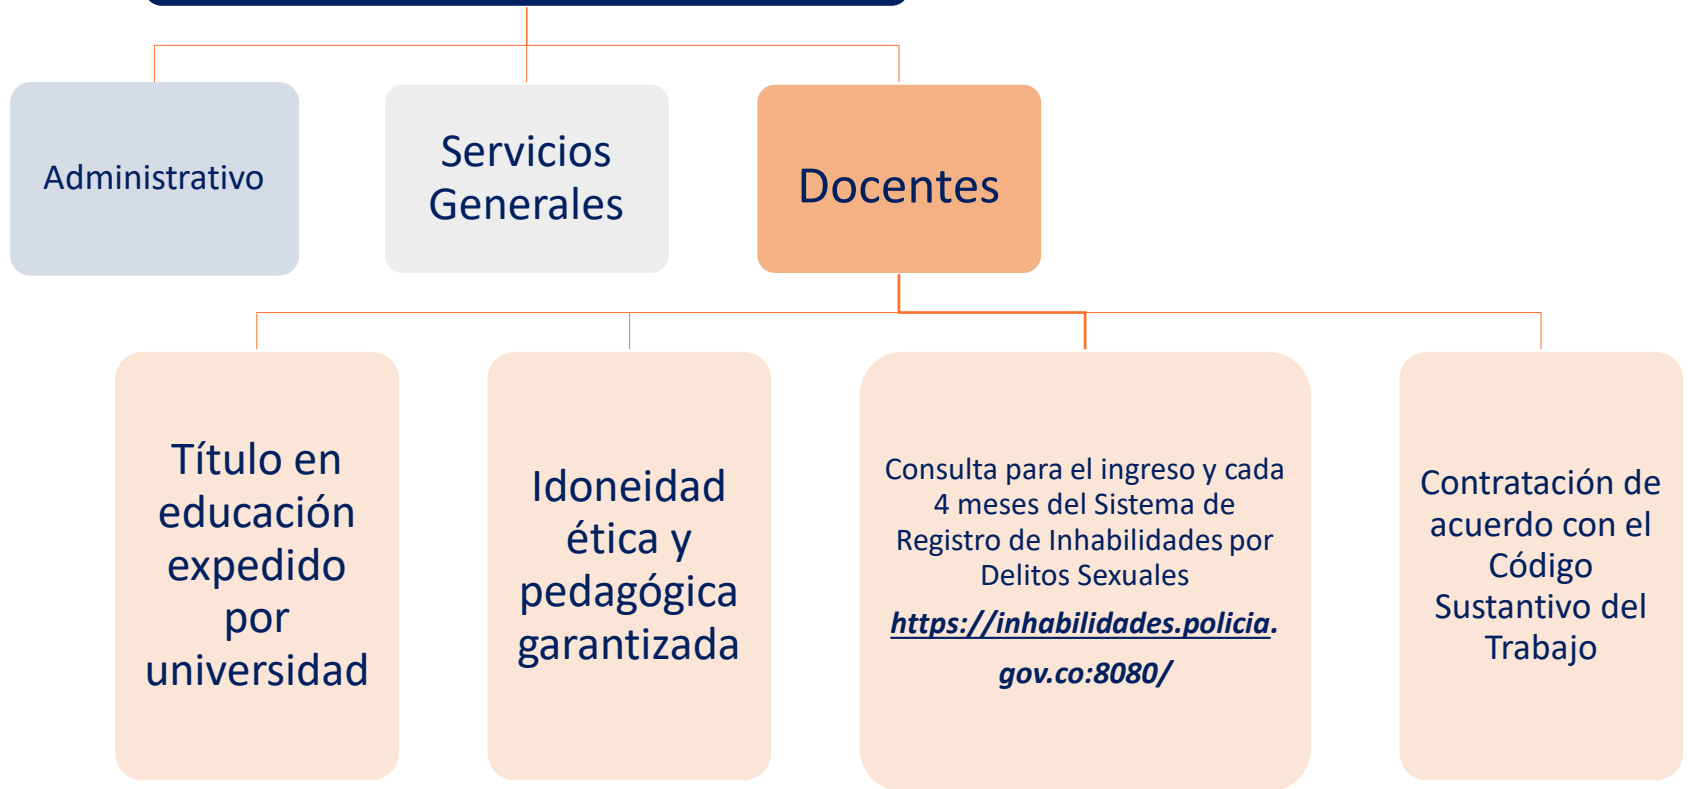 Administrativo
Servicios
Generales
Docentes
Título en
educación
expedido
por
universidad
Idoneidad
ética y
pedagógica
garantizada
Consulta para el ingreso y cada
4 meses del Sistema de
Registro de Inhabilidades por
Delitos Sexuales
https://inhabilidades.policia.
gov.co:8080/
Contratación de
acuerdo con el
Código
Sustantivo del
Trabajo